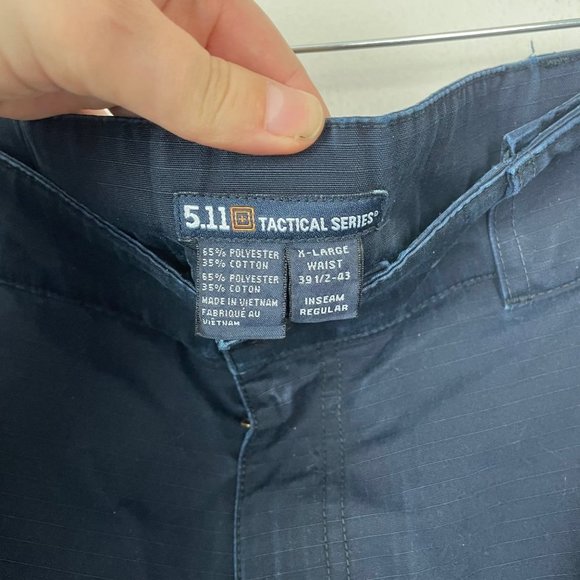 5.11 TACTICAL SERIES®
65% POLYESTER
35% COTTON
65% POLYESTER
35% COTON
MADE IN VIETNAM
FABRIQUÉ AU
VIÊTNAM
X-LARGE
WAIST
39 1/2-43
INSEAM
REGULAR